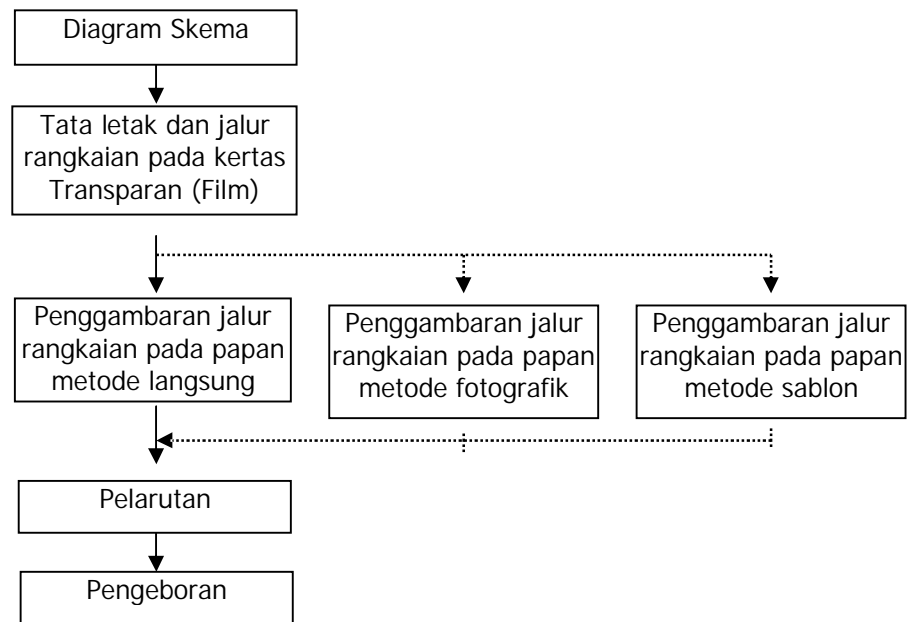 Diagram Skema
Tata letak dan jalur
rangkaian pada kertas
Transparan (Film)
Penggambaran jalur
rangkaian pada papan
metode langsung
Penggambaran jalur
rangkaian pada papan
metode fotografik
Penggambaran jalur
rangkaian pada papan
metode sablon
Pelarutan
Pengeboran